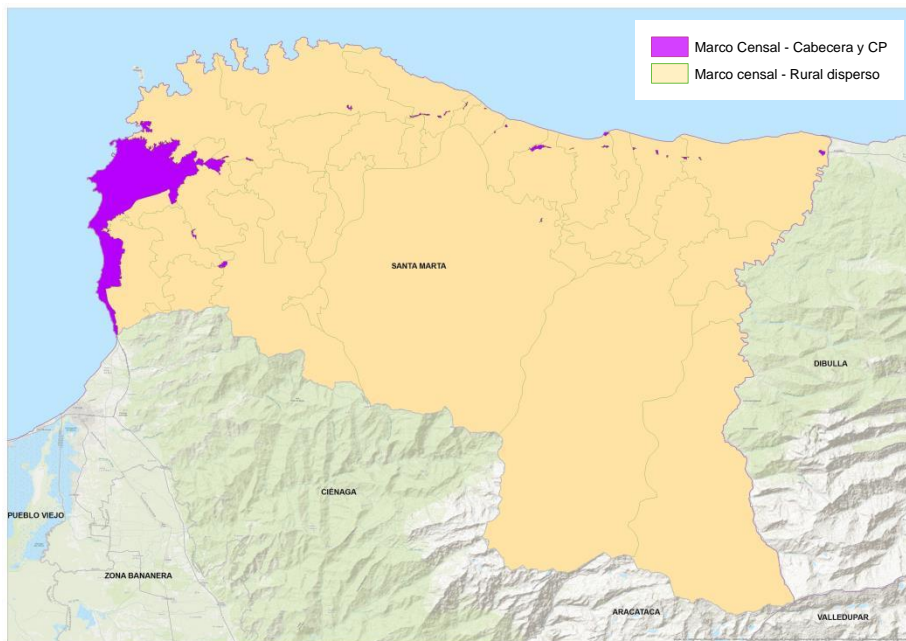 Marco Censal - Cabecera y CP
Marco censal - Rural disperso
SANTA MARTA
DIBULLA
CIÉNAGA
PUEBLO VIEJO
ZONA BANANERA
ARACATACA
VALLEDUPAR